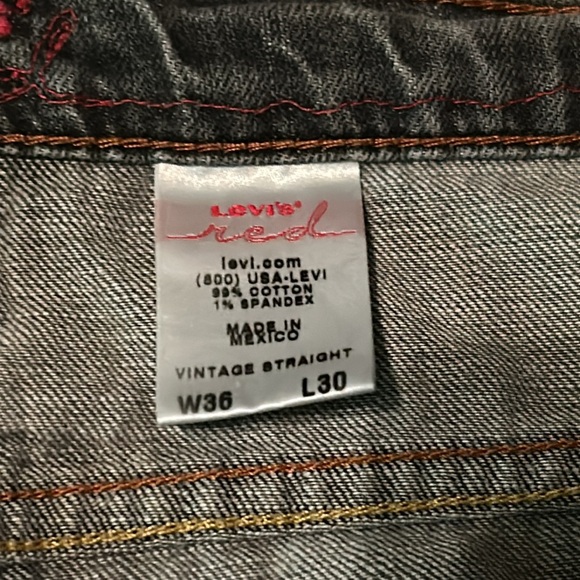 LEVI'S®
red
levi.com
(800) USA-LEVI
99% COTTON
1% SPANDEX
MADE IN
MEXICO
VINTAGE STRAIGHT
W36 L30